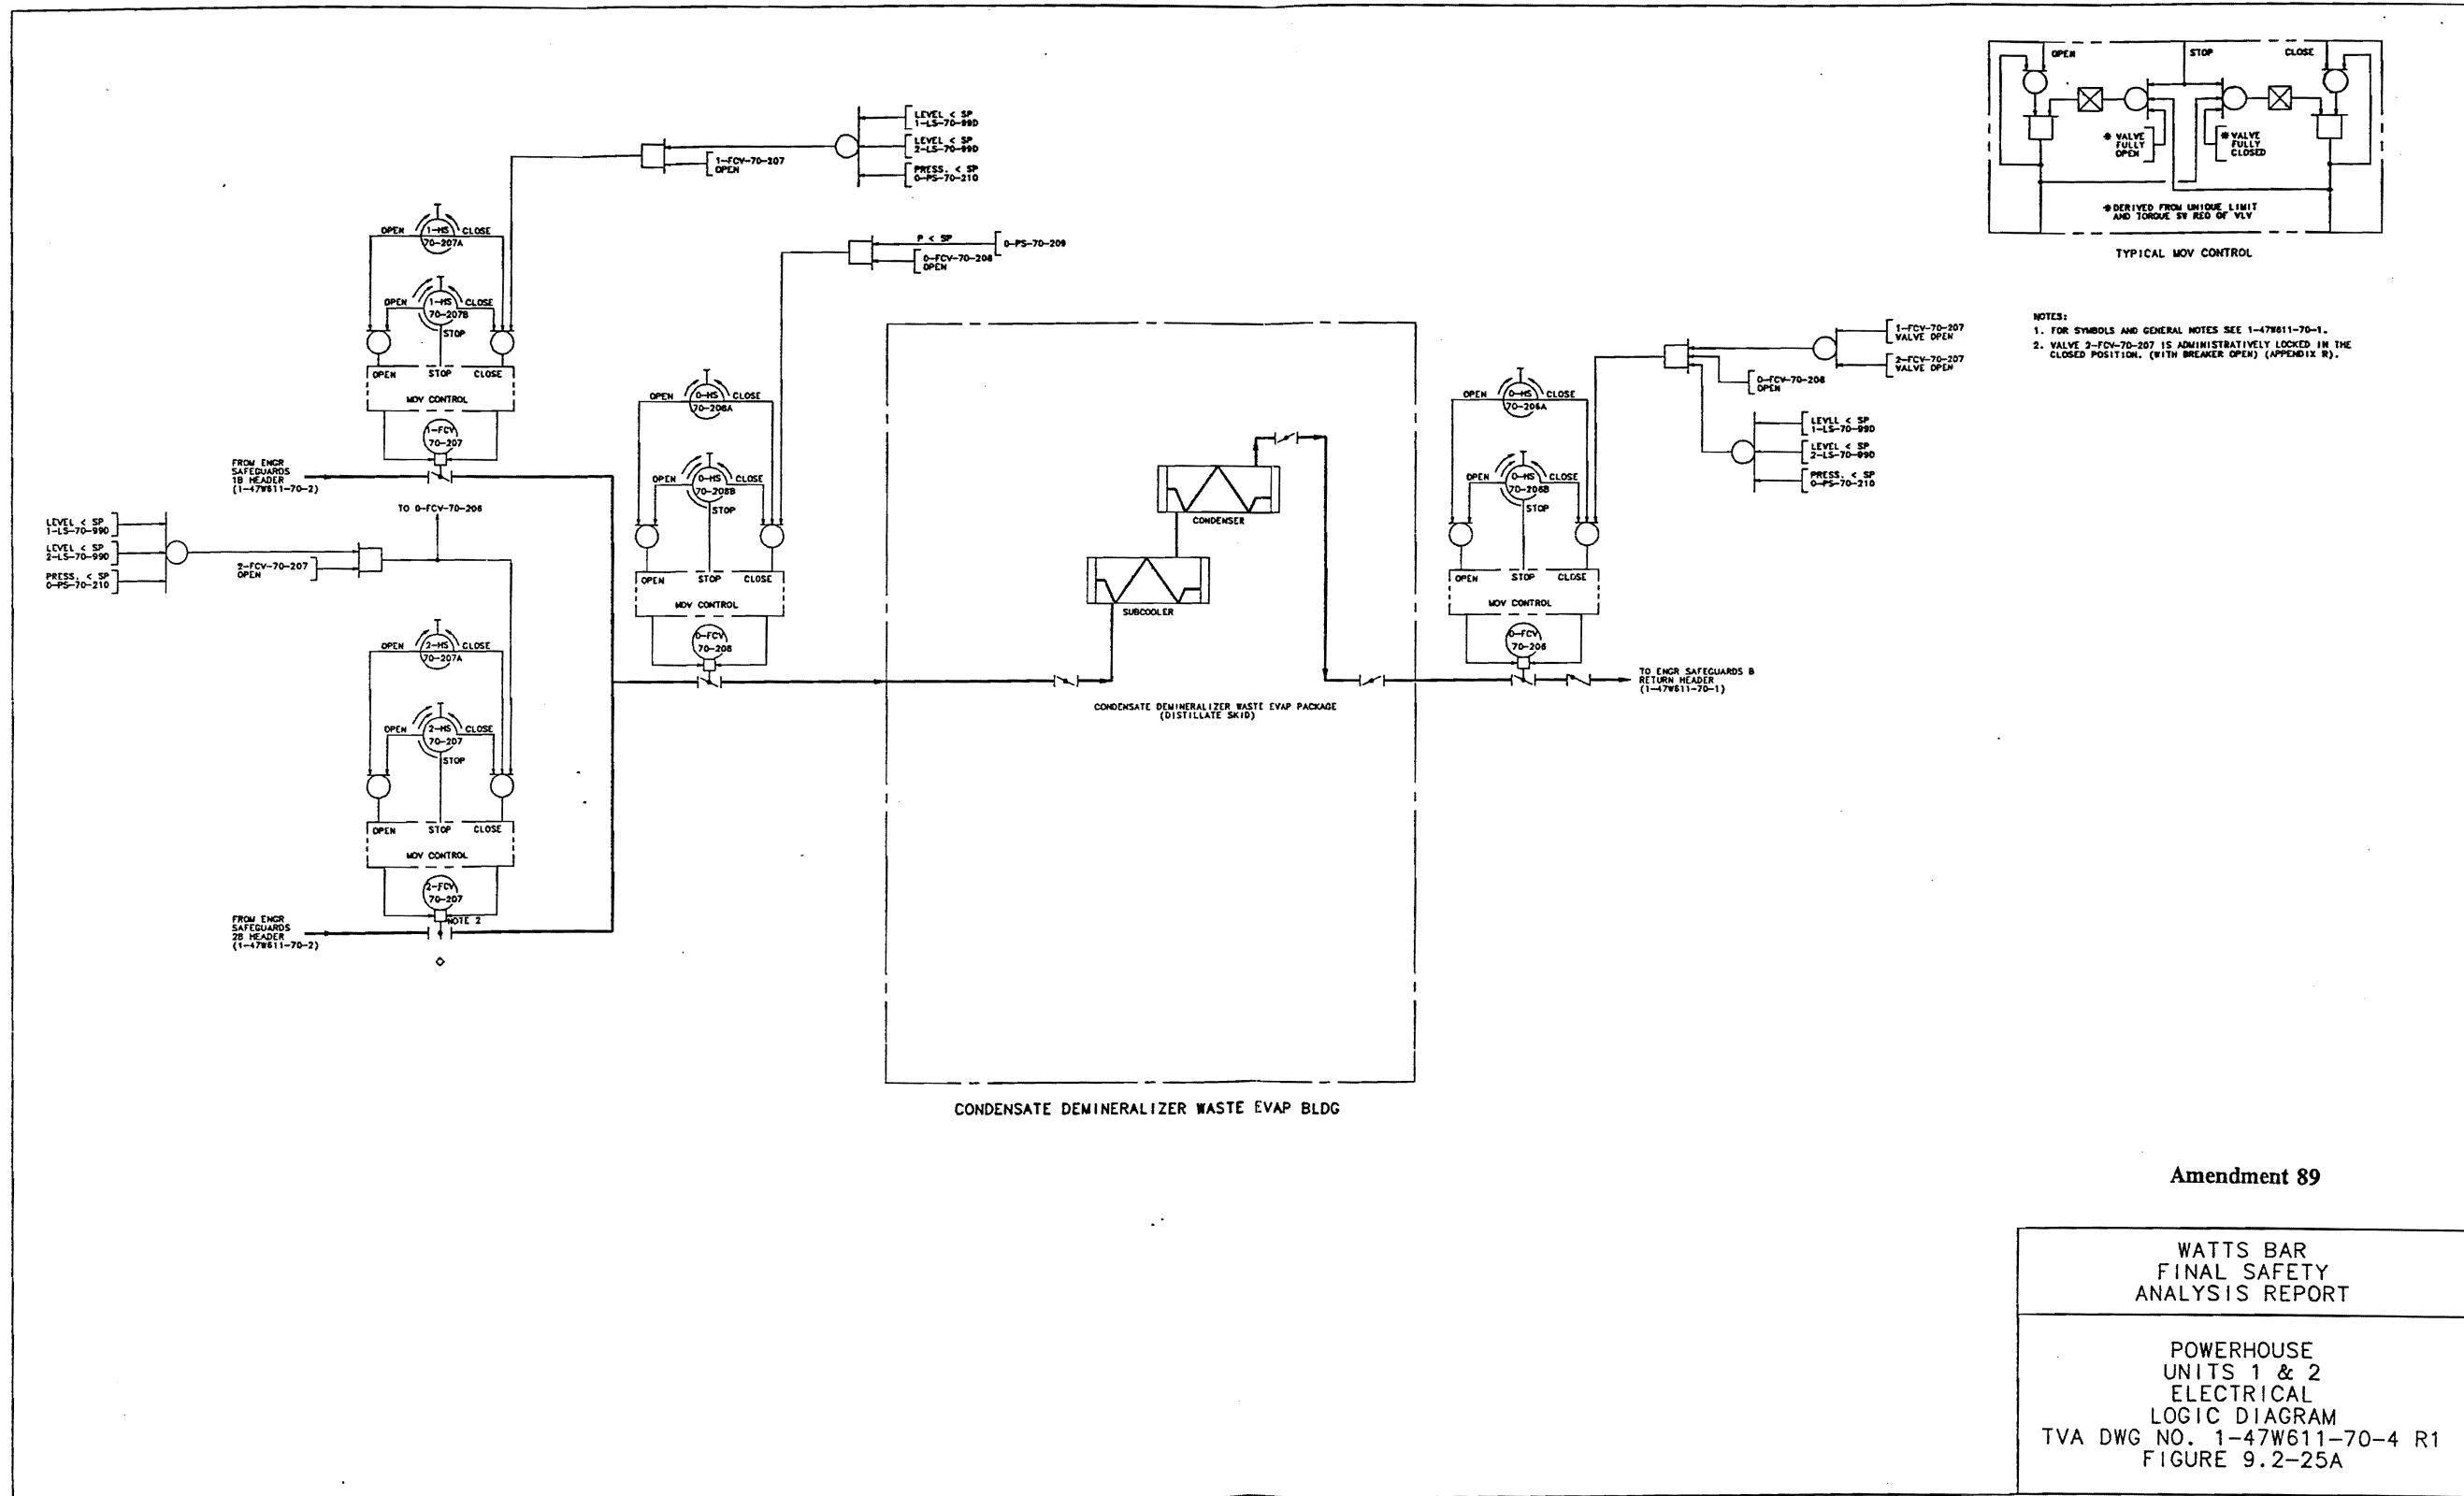 LEVEL < SP
1-LS-70-99D
LEVEL < SP
2-LS-70-99D
PRESS. < SP
0-PS-70-210
1-FCV-70-207
OPEN
OPEN
1-HS
70-207A
CLOSE
OPEN
1-HS
70-207B
CLOSE
STOP
OPEN STOP CLOSE
MOV CONTROL
1-FCV
70-207
FROM ENGR
SAFEGUARDS
1B HEADER
(1-47W611-70-2)
TO 0-FCV-70-206
LEVEL < SP
1-LS-70-99D
LEVEL < SP
2-LS-70-99D
PRESS. < SP
0-PS-70-210
2-FCV-70-207
OPEN
OPEN
2-HS
70-207A
CLOSE
OPEN
2-HS
70-207
CLOSE
STOP
OPEN STOP CLOSE
MOV CONTROL
2-FCV
70-207
NOTE 2
FROM ENGR
SAFEGUARDS
2B HEADER
(1-47W611-70-2)
P < SP
0-PS-70-209
0-FCV-70-208
OPEN
OPEN
0-HS
70-208A
CLOSE
OPEN
0-HS
70-208B
CLOSE
STOP
OPEN STOP CLOSE
MOV CONTROL
0-FCV
70-208
CONDENSER
SUBCOOLER
CONDENSATE DEMINERALIZER WASTE EVAP PACKAGE
(DISTILLATE SKID)
CONDENSATE DEMINERALIZER WASTE EVAP BLDG
1-FCV-70-207
VALVE OPEN
2-FCV-70-207
VALVE OPEN
0-FCV-70-206
OPEN
LEVEL < SP
1-LS-70-99D
LEVEL < SP
2-LS-70-99D
PRESS. < SP
0-PS-70-210
OPEN
0-HS
70-206A
CLOSE
OPEN
0-HS
70-206B
CLOSE
STOP
OPEN STOP CLOSE
MOV CONTROL
0-FCV
70-206
TO ENGR SAFEGUARDS B
RETURN HEADER
(1-47W611-70-1)
OPEN STOP CLOSE
* VALVE
FULLY
OPEN
* VALVE
FULLY
CLOSED
* DERIVED FROM UNIQUE LIMIT
AND TORQUE SW REQ OF VLV
TYPICAL MOV CONTROL
NOTES:
1. FOR SYMBOLS AND GENERAL NOTES SEE 1-47W611-70-1.
2. VALVE 2-FCV-70-207 IS ADMINISTRATIVELY LOCKED IN THE
CLOSED POSITION. (WITH BREAKER OPEN) (APPENDIX R).
Amendment 89
WATTS BAR
FINAL SAFETY
ANALYSIS REPORT
POWERHOUSE
UNITS 1 & 2
ELECTRICAL
LOGIC DIAGRAM
TVA DWG NO. 1-47W611-70-4 R1
FIGURE 9.2-25A